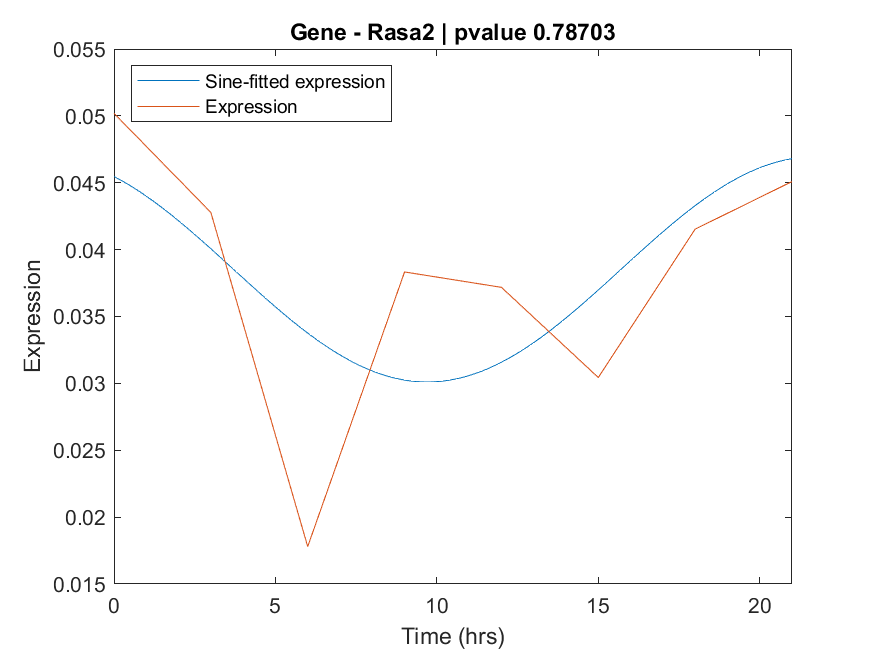 Gene - Rasa2 | pvalue 0.78703
Sine-fitted expression
Expression
0.055
0.05
0.045
0.04
0.035
0.03
0.025
0.02
0.015
Expression
0
5
10
15
20
Time (hrs)